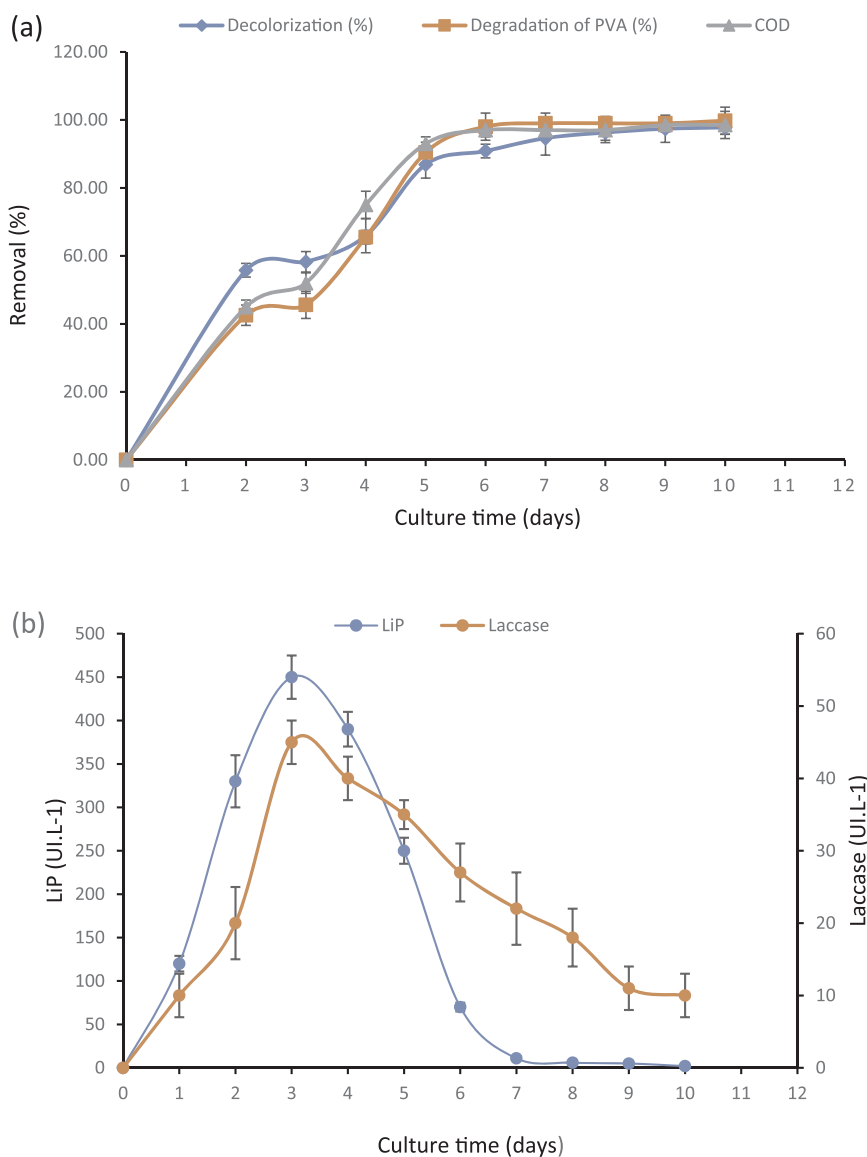 (a)
Decolorization (%) Degradation of PVA (%) COD
120.00
100.00
80.00
60.00
40.00
20.00
0.00
Removal (%)
0 1 2 3 4 5 6 7 8 9 10 11 12
Culture time (days)
(b)
LiP Laccase
500
450
400
350
300
250
200
150
100
50
0
LiP (UI.L-1)
60
50
40
30
20
10
0
Laccase (UI.L-1)
0 1 2 3 4 5 6 7 8 9 10 11 12
Culture time (days)